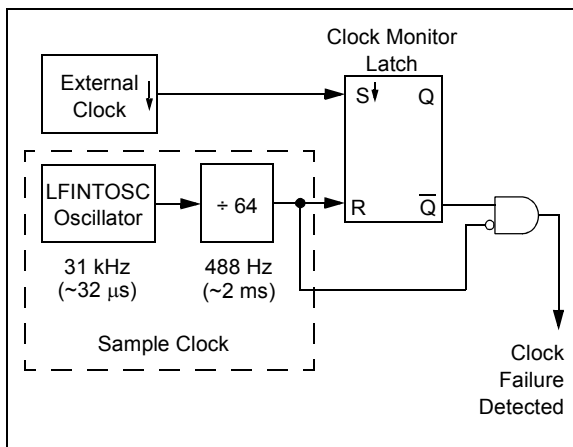 Clock Monitor
Latch
External
Clock
S
Q
LFINTOSC
Oscillator
÷ 64
R
Q̅
31 kHz
(~32 μs)
488 Hz
(~2 ms)
Sample Clock
Clock
Failure
Detected